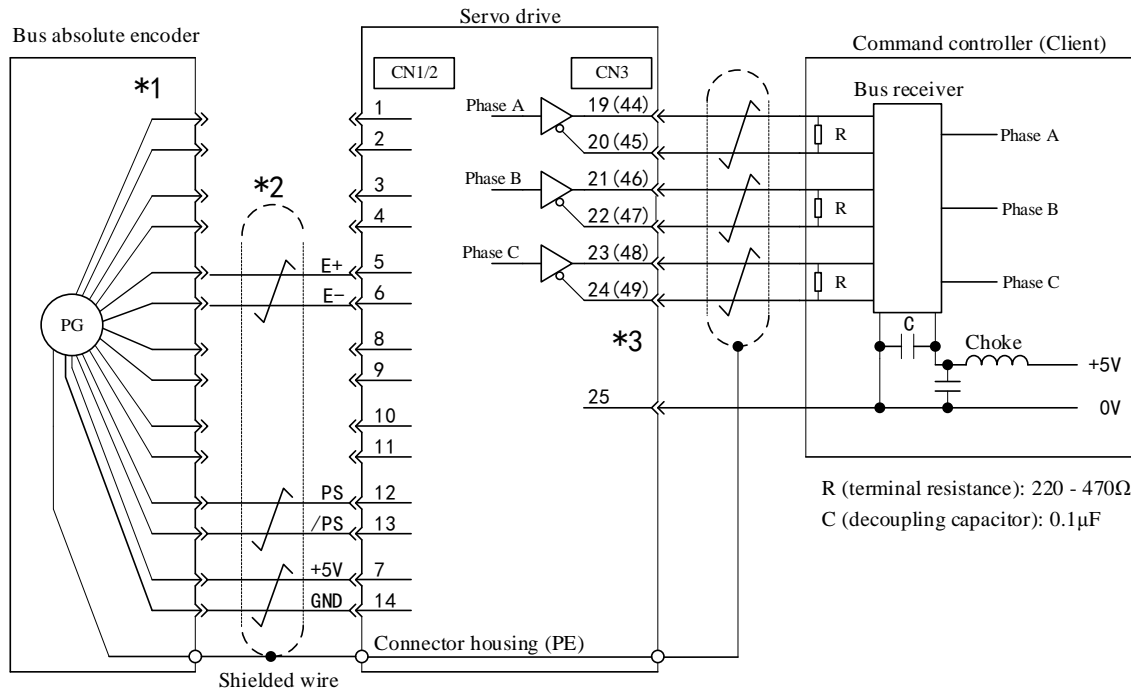 Servo drive
Bus absolute encoder
Command controller (Client)
*1
CN1/2
CN3
Bus receiver
1
2
3
4
*2
E+
5
E-
6
8
9
10
11
PS
12
/PS
13
+5V
7
GND
14
PG
Phase A
19(44)
20(45)
Phase B
21(46)
22(47)
Phase C
23(48)
24(49)
*3
25
R
R
R
Phase A
Phase B
Phase C
C
Choke
+5V
0V
R (terminal resistance): 220 - 470Ω
C (decoupling capacitor): 0.1μF
Connector housing (PE)
Shielded wire